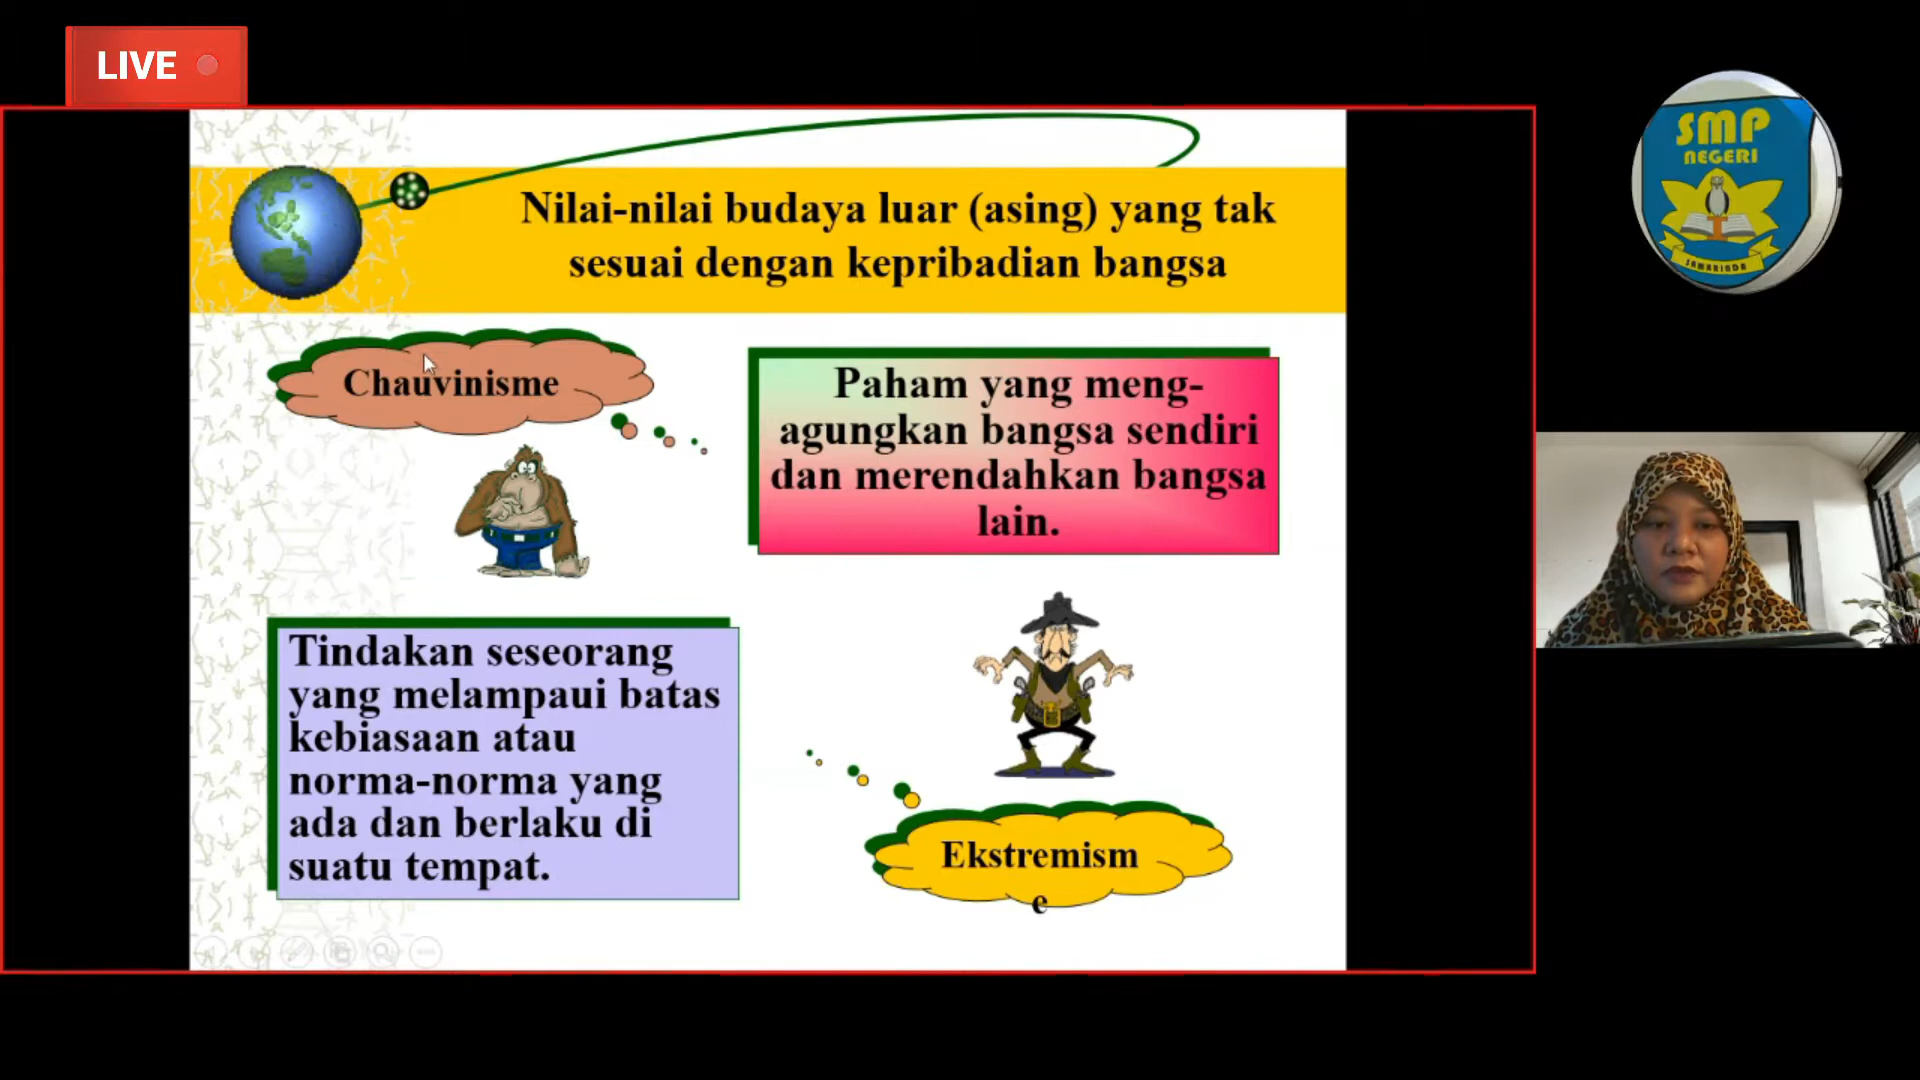 LIVE
SMP
NEGERI
SAMARINDA
Nilai-nilai budaya luar (asing) yang tak
sesuai dengan kepribadian bangsa
Chauvinisme
Paham yang meng-
agungkan bangsa sendiri
dan merendahkan bangsa
lain.
Tindakan seseorang
yang melampaui batas
kebiasaan atau
norma-norma yang
ada dan berlaku di
suatu tempat.
Ekstremism
e